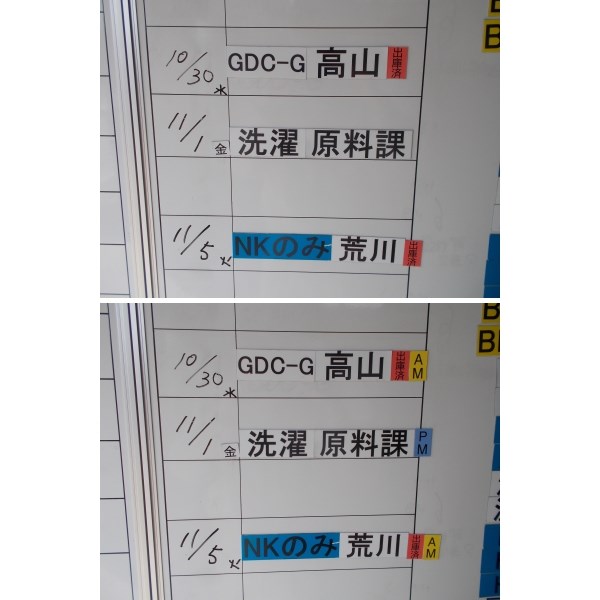 10/30 水 GDC-G 高山 出庫済
11/1 金 洗濯 原料課
11/5 火 NKのみ 荒川 出庫済
10/30 水 GDC-G 高山 出庫済 AM
11/1 金 洗濯 原料課 PM
11/5 火 NKのみ 荒川 出庫済 AM